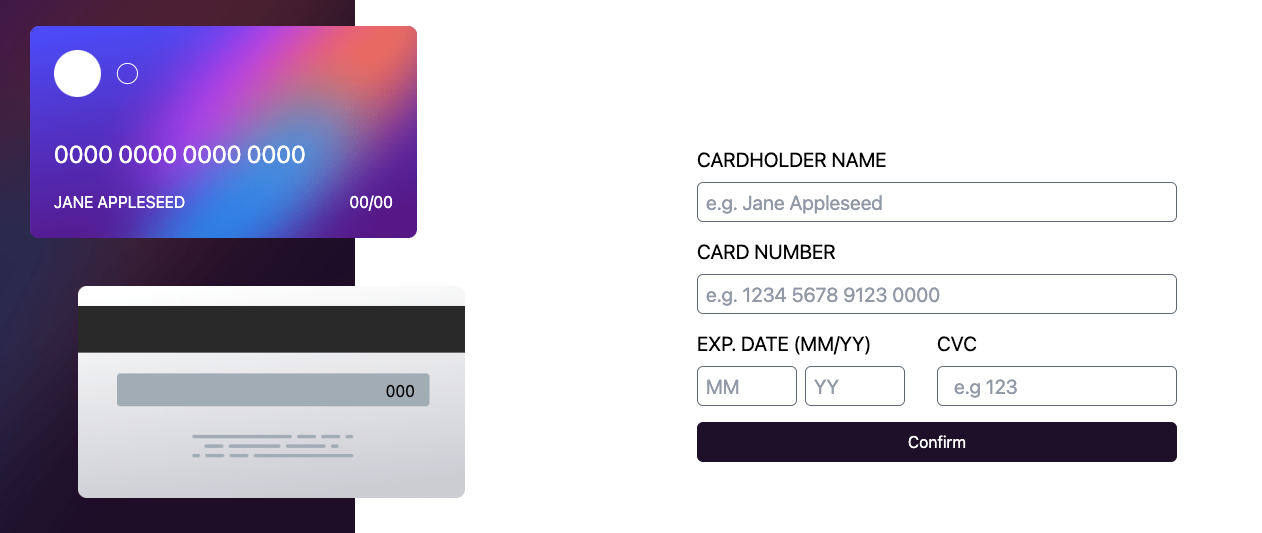 0000 0000 0000 0000
JANE APPLESEED 00/00
000
CARDHOLDER NAME
e.g. Jane Appleseed
CARD NUMBER
e.g. 1234 5678 9123 0000
EXP. DATE (MM/YY) CVC
MM YY e.g 123
Confirm